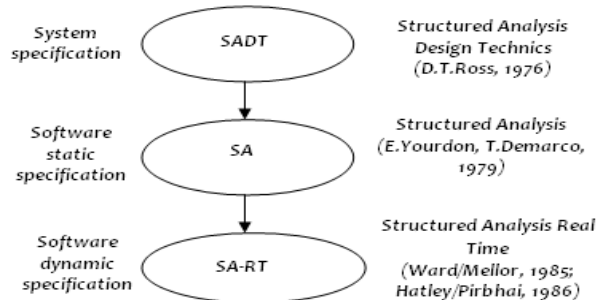 System
specification
SADT
Structured Analysis
Design Technics
(D.T.Ross, 1976)
Software
static
specification
SA
Structured Analysis
(E.Yourdon, T.Demarco,
1979)
Software
dynamic
specification
SA-RT
Structured Analysis Real
Time
(Ward/Mellor, 1985;
Hatley/Pirbhai, 1986)